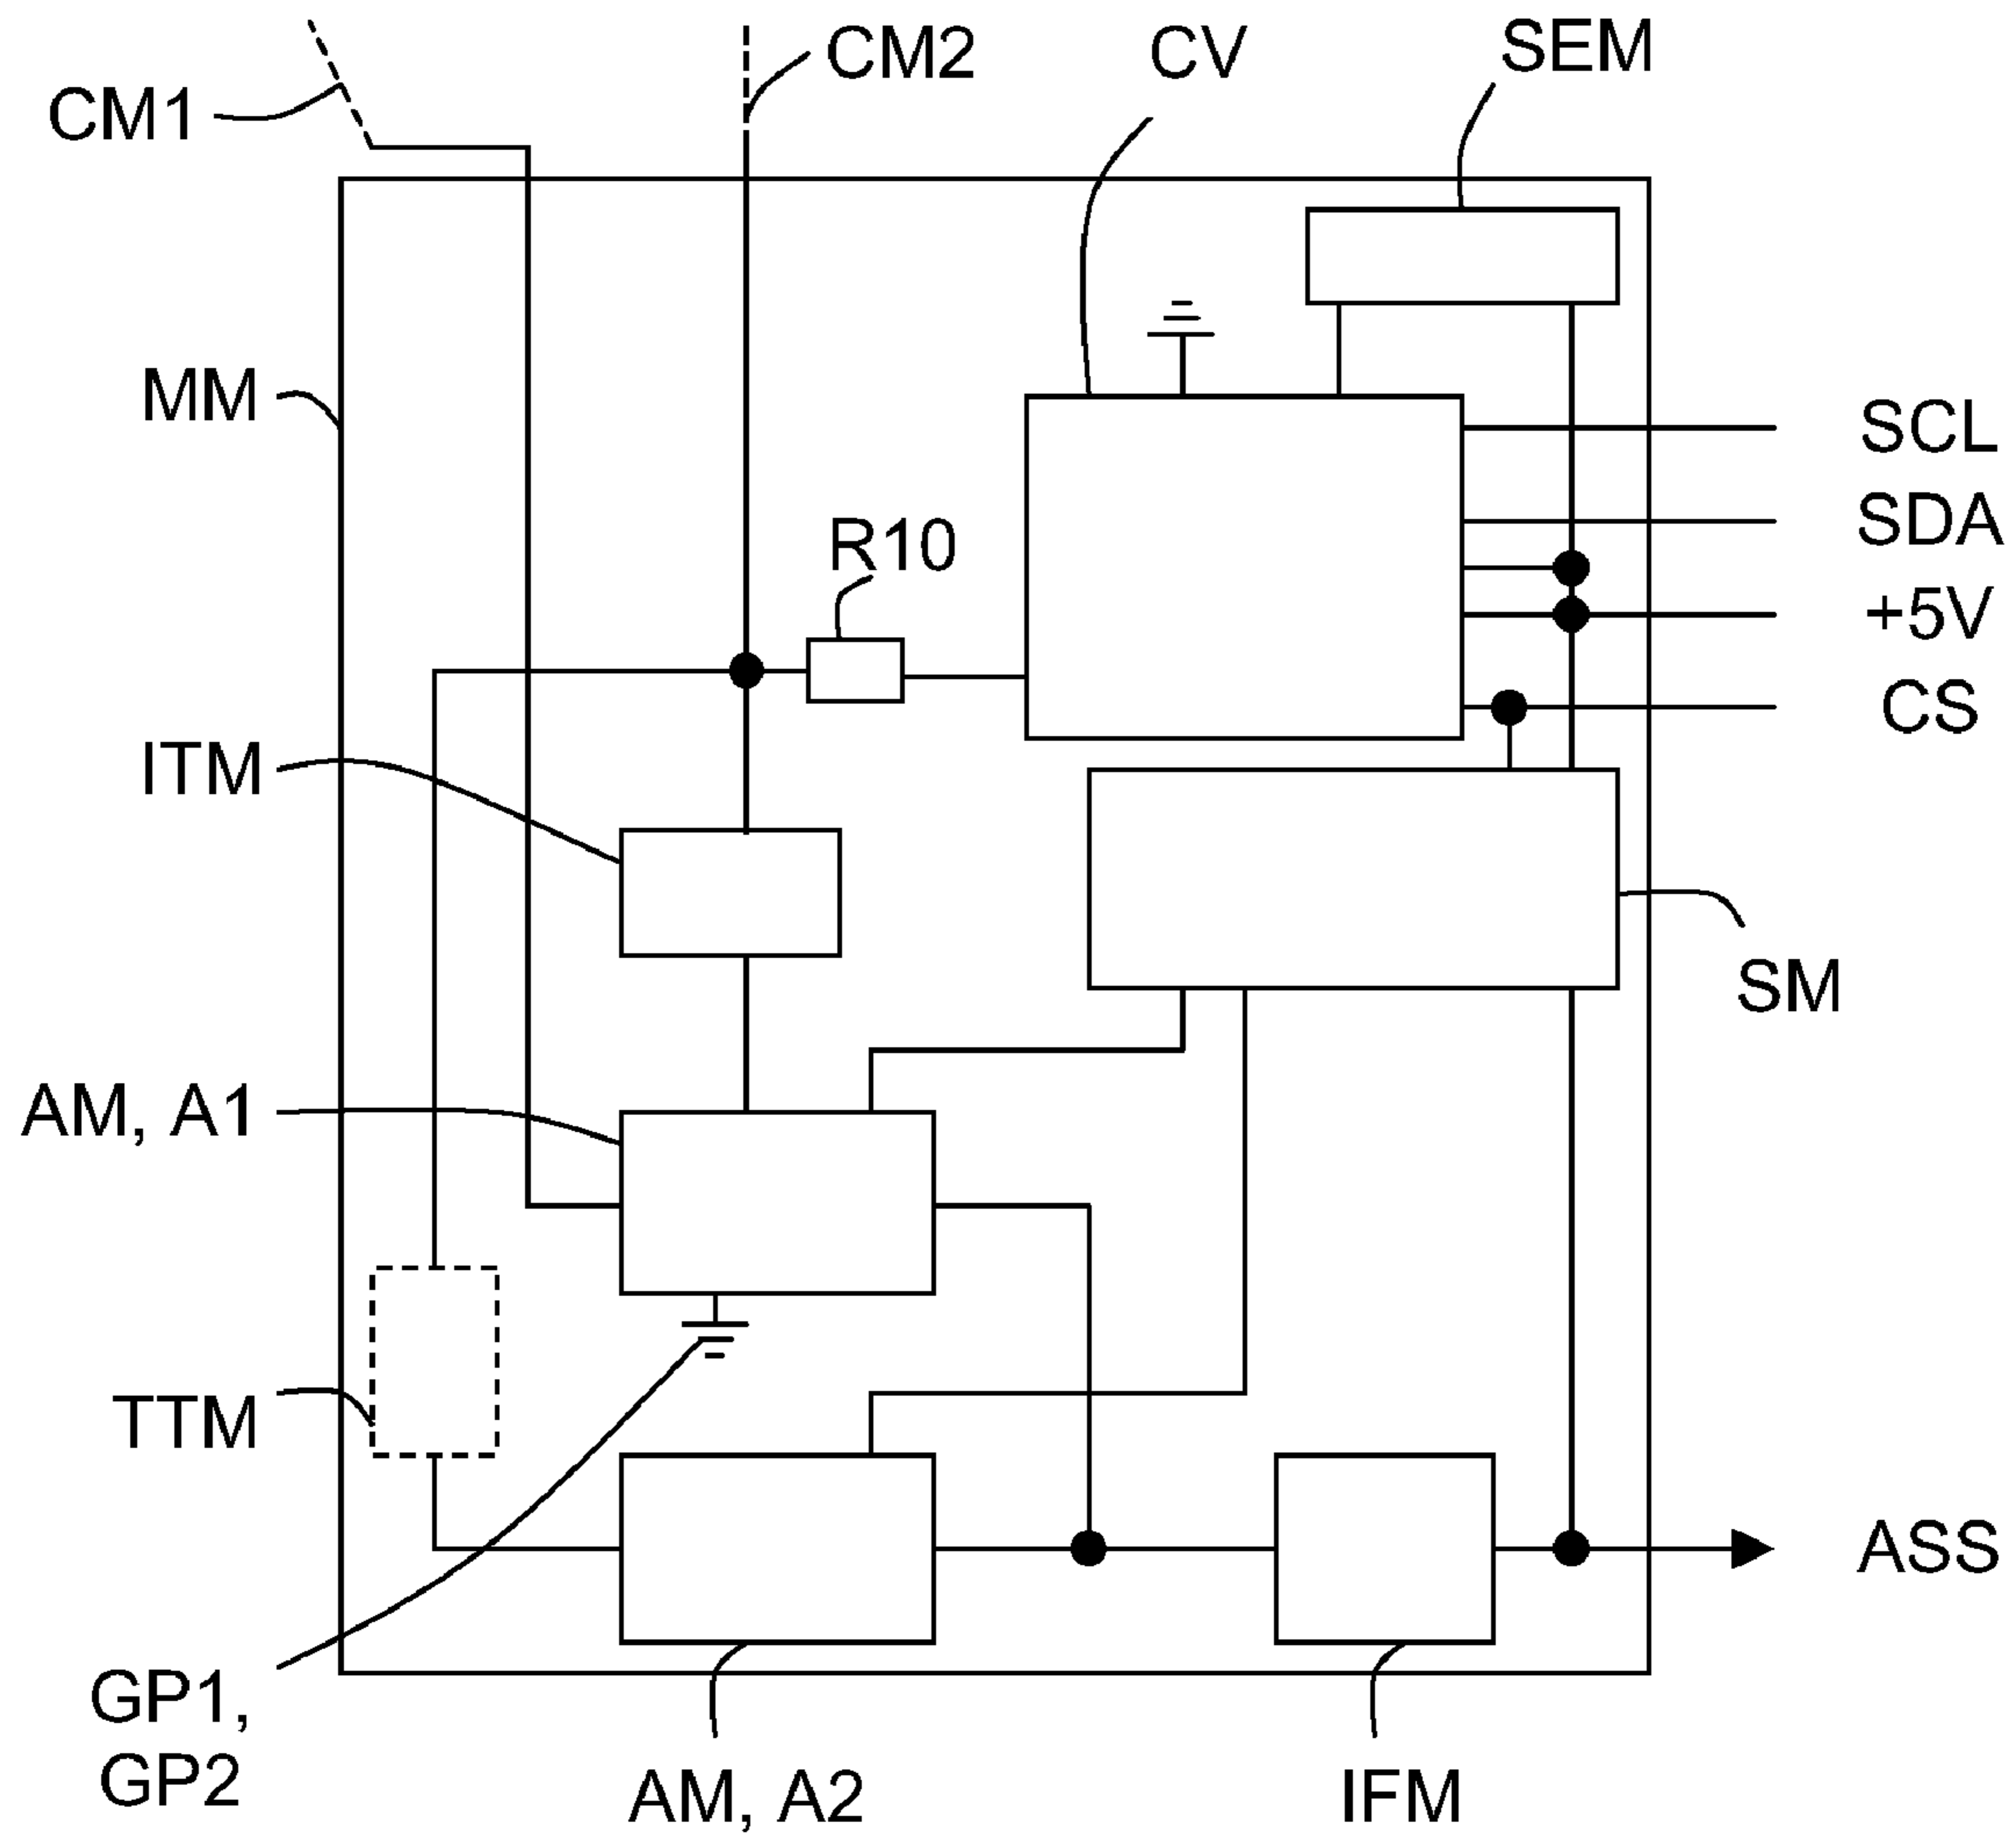 CM1
CM2
CV
SEM
MM
SCL
SDA
R10
+5V
CS
ITM
SM
AM, A1
TTM
ASS
GP1,
GP2
AM, A2
IFM